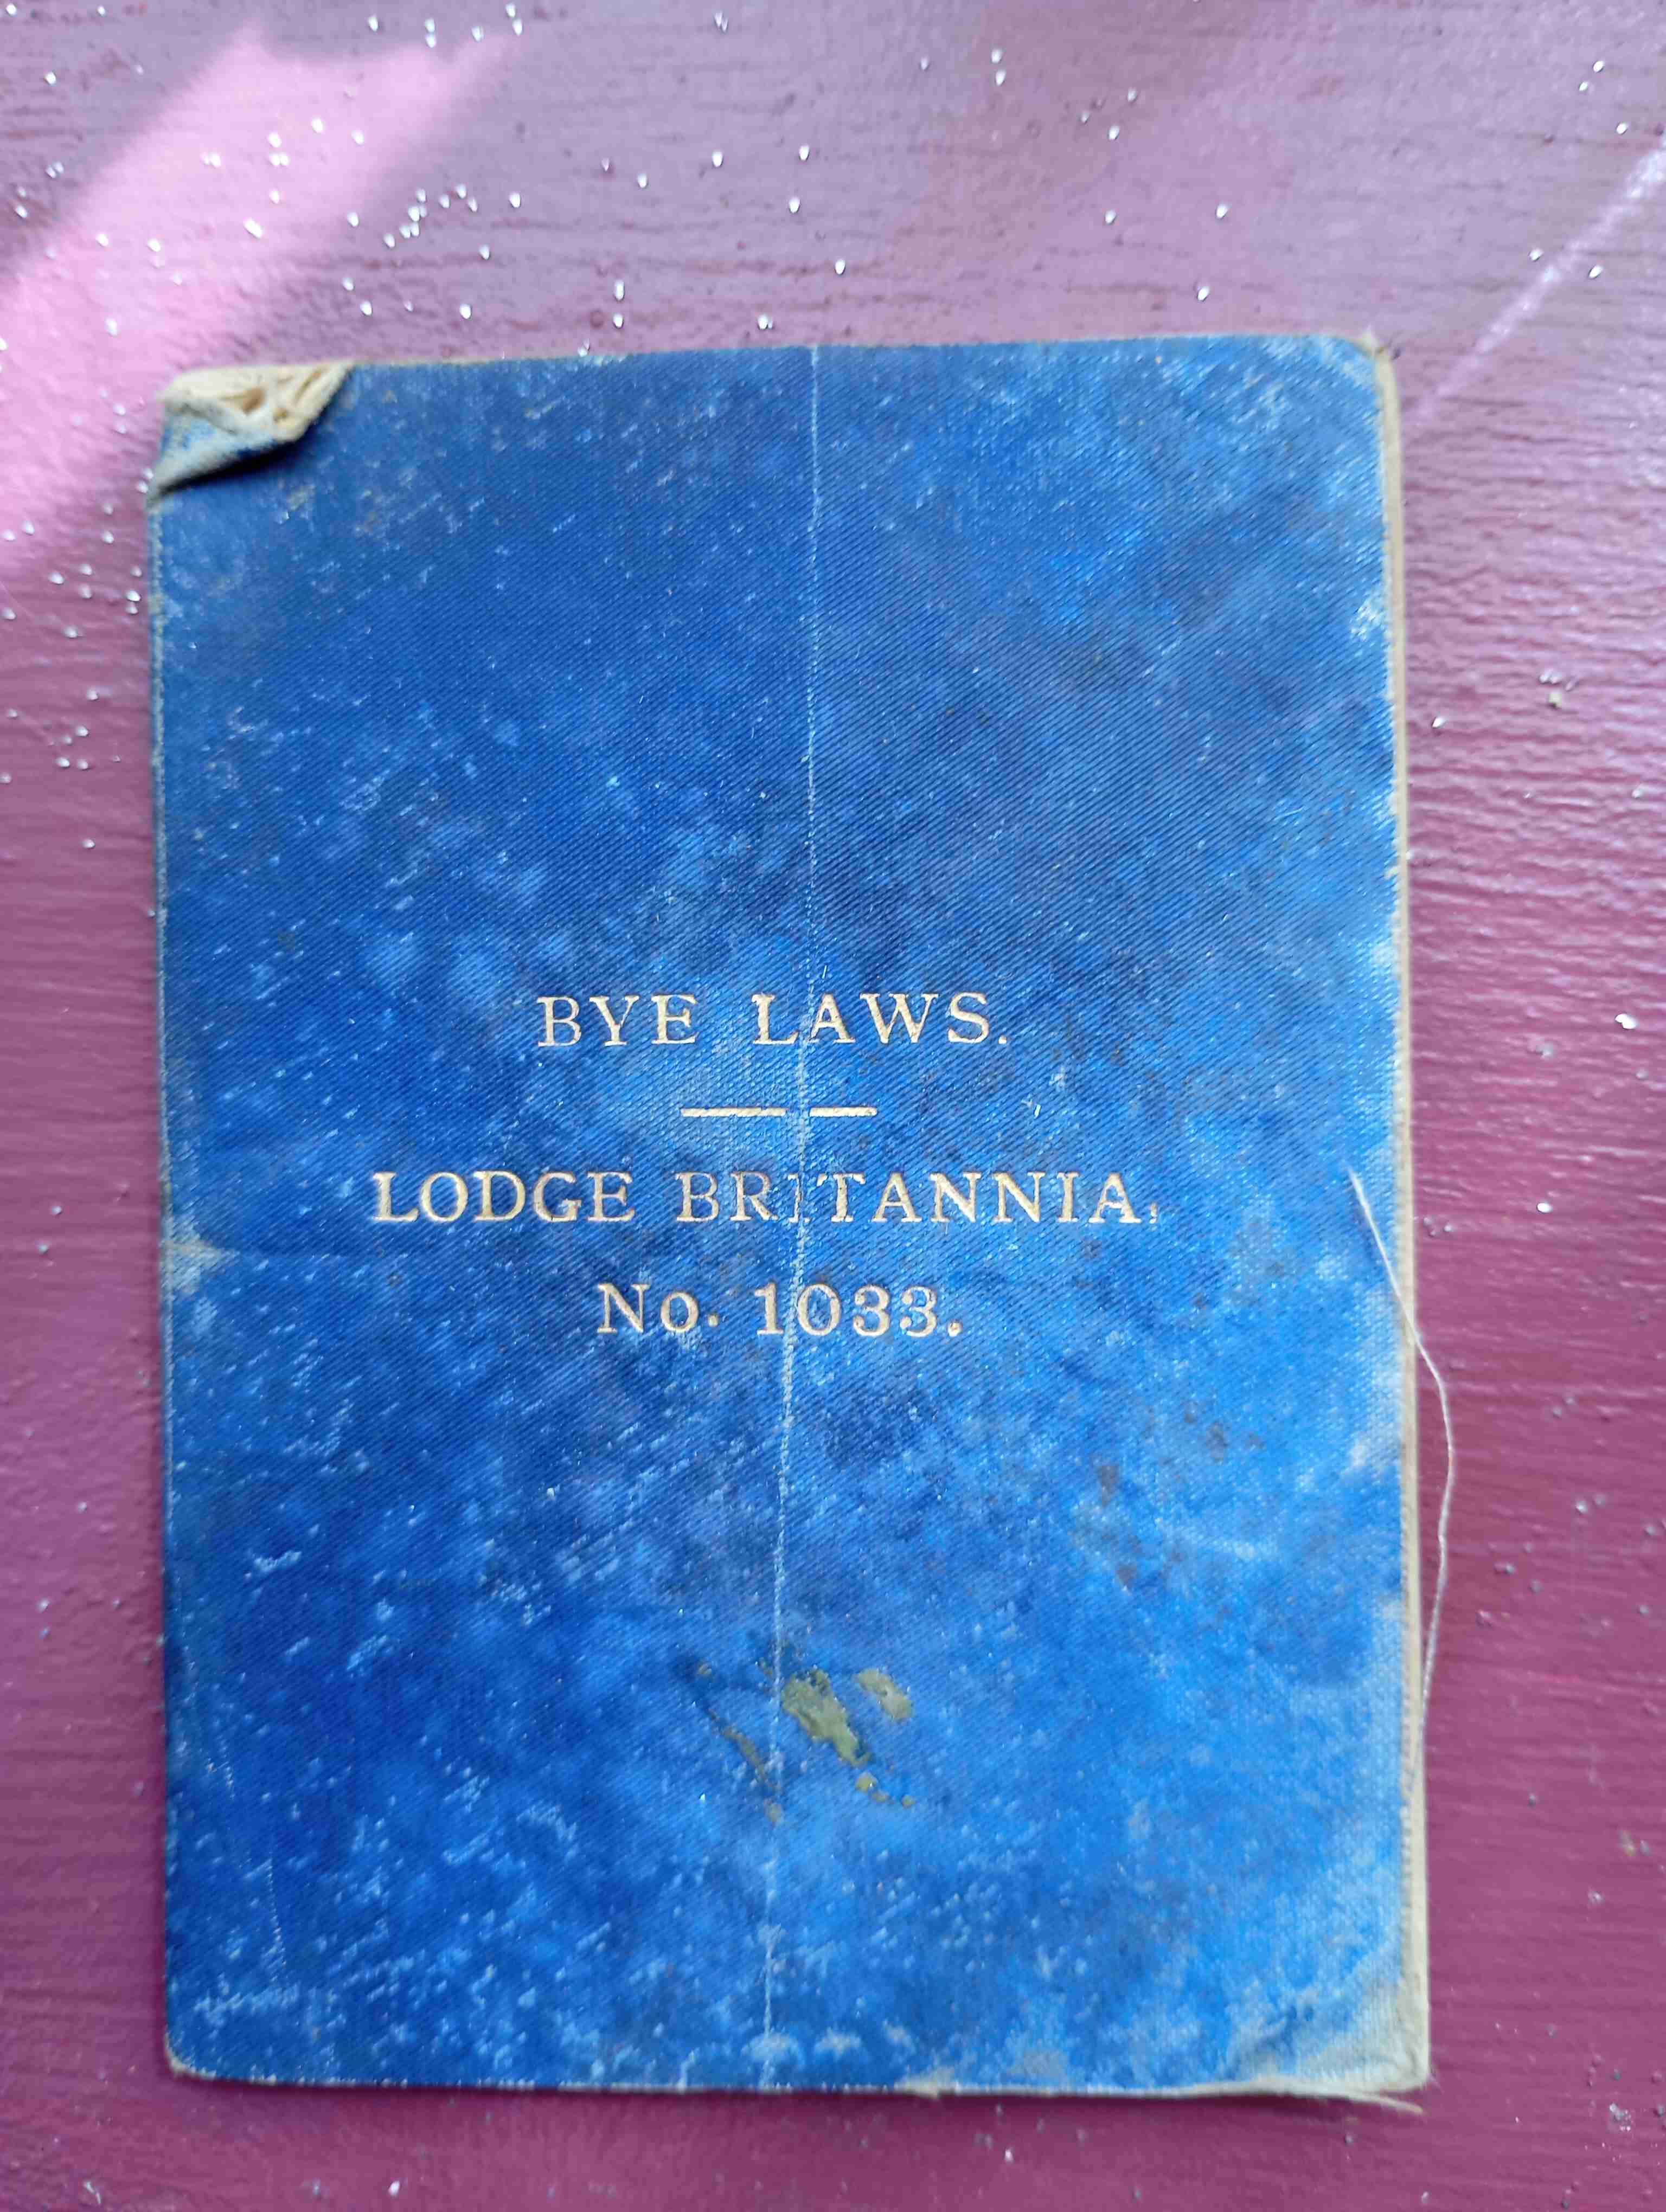 BYE LAWS.
LODGE BRITANNIA,
No. 1033.